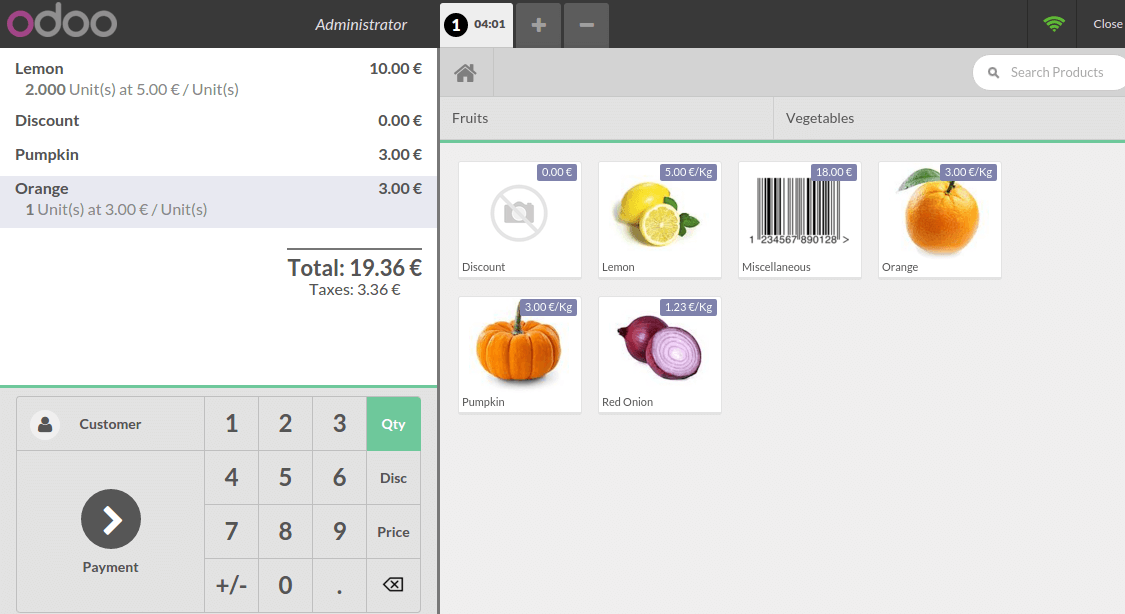 odoo
Administrator
1 04:01
+
−
Close
Lemon 10.00 €
2.000 Unit(s) at 5.00 € / Unit(s)
Discount 0.00 €
Pumpkin 3.00 €
Orange 3.00 €
1 Unit(s) at 3.00 € / Unit(s)
Total: 19.36 €
Taxes: 3.36 €
Customer
1 2 3 Qty
4 5 6 Disc
7 8 9 Price
+/- 0 .
Payment
Search Products
Fruits Vegetables
0.00 €
Discount
5.00 €/Kg
Lemon
18.00 €
1 234567 890128 >
Miscellaneous
3.00 €/Kg
Orange
3.00 €/Kg
Pumpkin
1.23 €/Kg
Red Onion